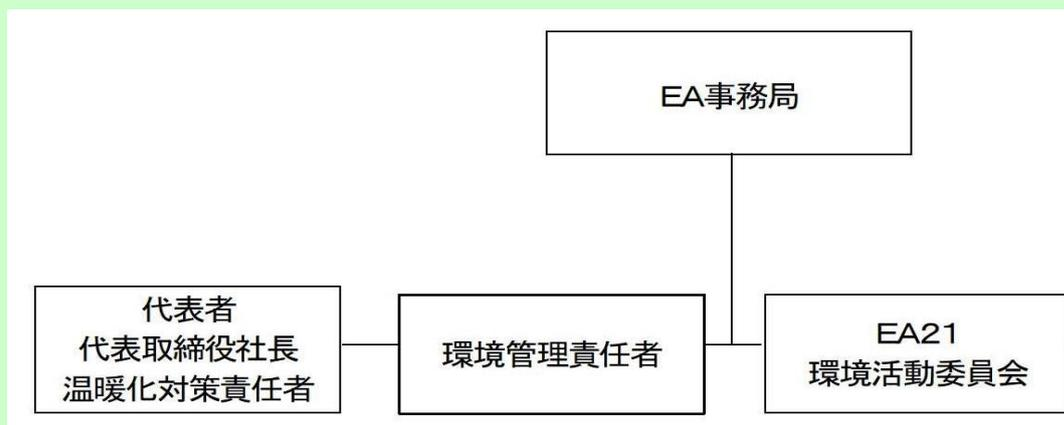 EA事務局
代表者
代表取締役社長
温暖化対策責任者
環境管理責任者
EA21
環境活動委員会